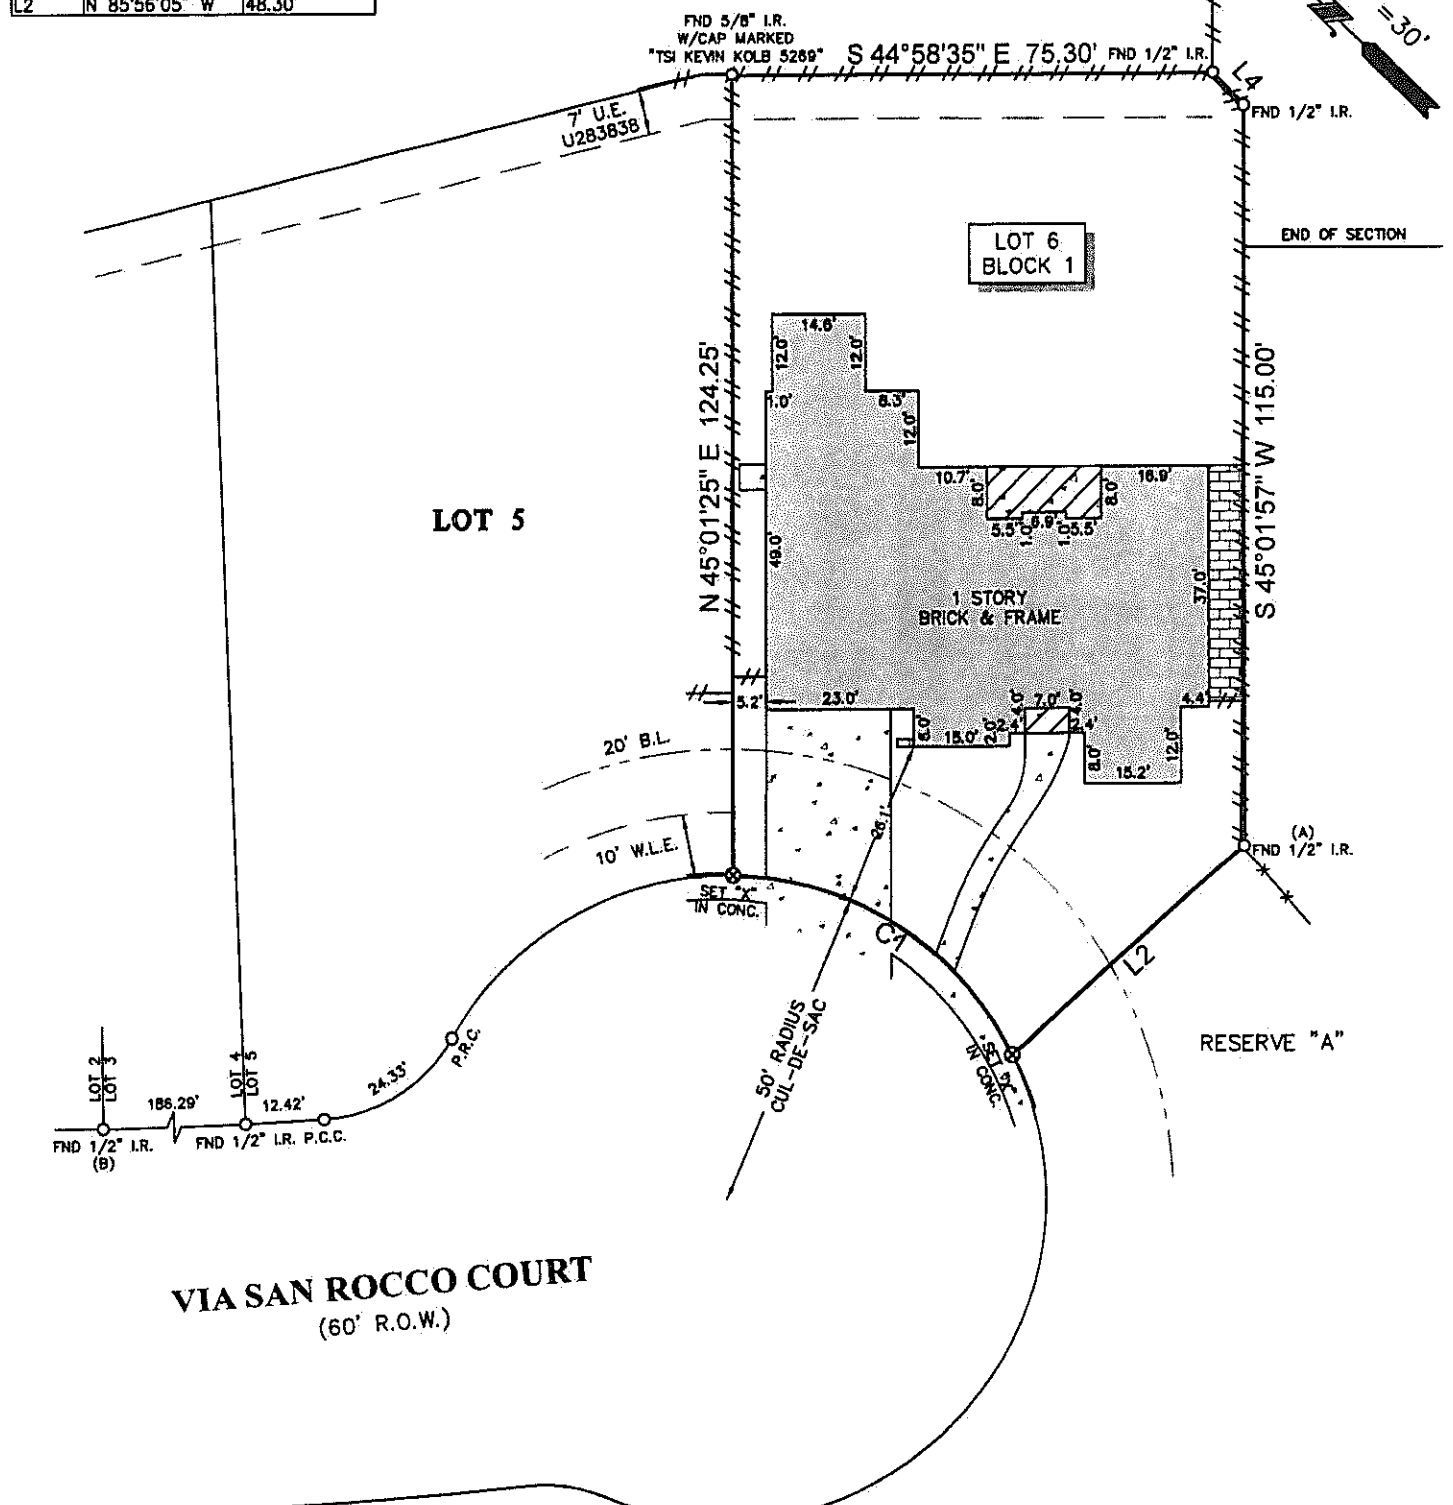 L2 N 85°56'05" W 48.30'
=30'
FND 5/8" I.R.
W/CAP MARKED
"TSI KEVIN KOLB 5269"
S 44°58'35" E 75.30'
FND 1/2" I.R.
L4
FND 1/2" I.R.
7' U.E.
U283838
LOT 6
BLOCK 1
END OF SECTION
14.6'
12.0'
12.0'
1.0'
8.3'
12.0'
N 45°01'25" E 124.25'
S 45°01'57" W 115.00'
10.7'
8.0'
8.0'
16.9'
5.5'
1.0'
6.9'
1.0'
5.5'
LOT 5
49.0'
37.0'
1 STORY
BRICK & FRAME
5.2'
23.0'
6.0'
15.0'
2.0'
2.4'
4.0'
7.0'
4.0'
2.4'
8.0'
15.2'
12.0'
4.4'
20' B.L.
10' W.L.E.
26.1'
(A)
FND 1/2" I.R.
SET "X"
IN CONC.
C1
L2
RESERVE "A"
SET "X"
IN CONC.
50' RADIUS
CUL-DE-SAC
P.R.C.
24.33'
LOT 2
LOT 3
186.29'
LOT 4
LOT 5
12.42'
FND 1/2" I.R.
(B)
FND 1/2" I.R.
P.C.C.
VIA SAN ROCCO COURT
(60' R.O.W.)